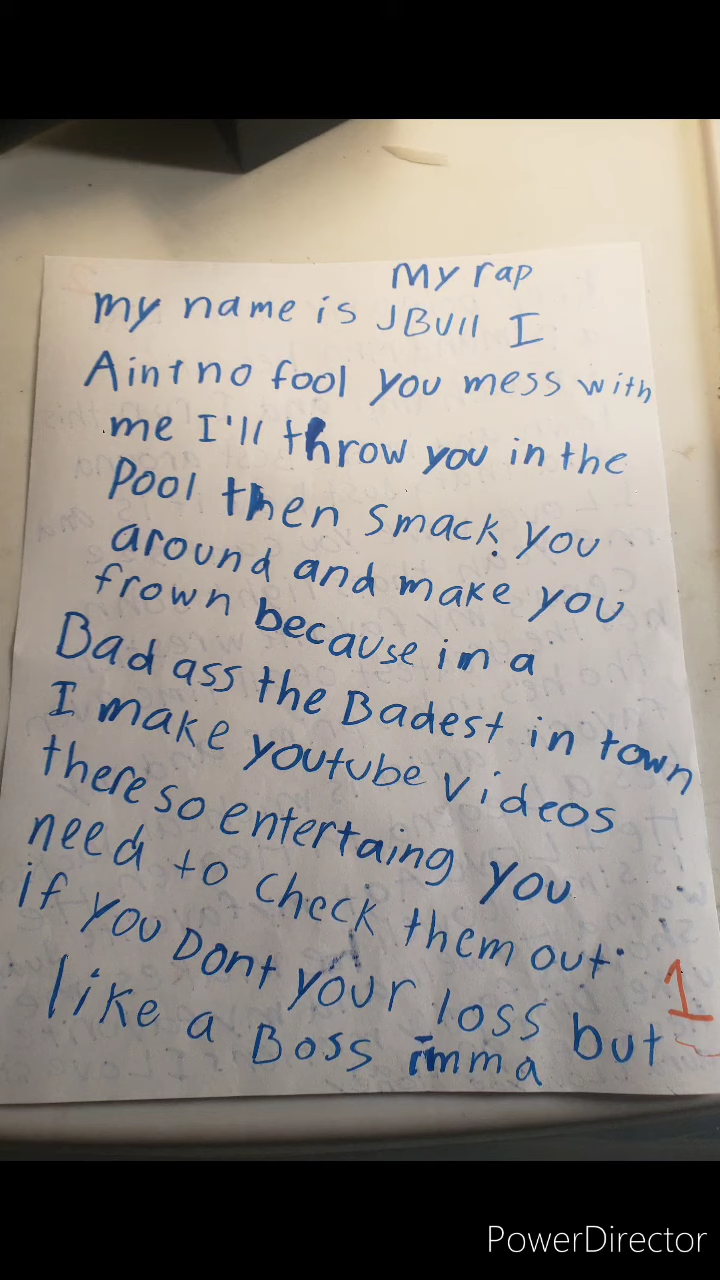 My rap
my name is JBUll I
Aint no fool you mess with
me I'll throw you in the
Pool then smack you
around and make you
frown because in a
Bad ass the Badest in town
I make youtube videos
there so entertaing you
need to check them out
if you Dont your loss but
like a Boss imma
1
PowerDirector